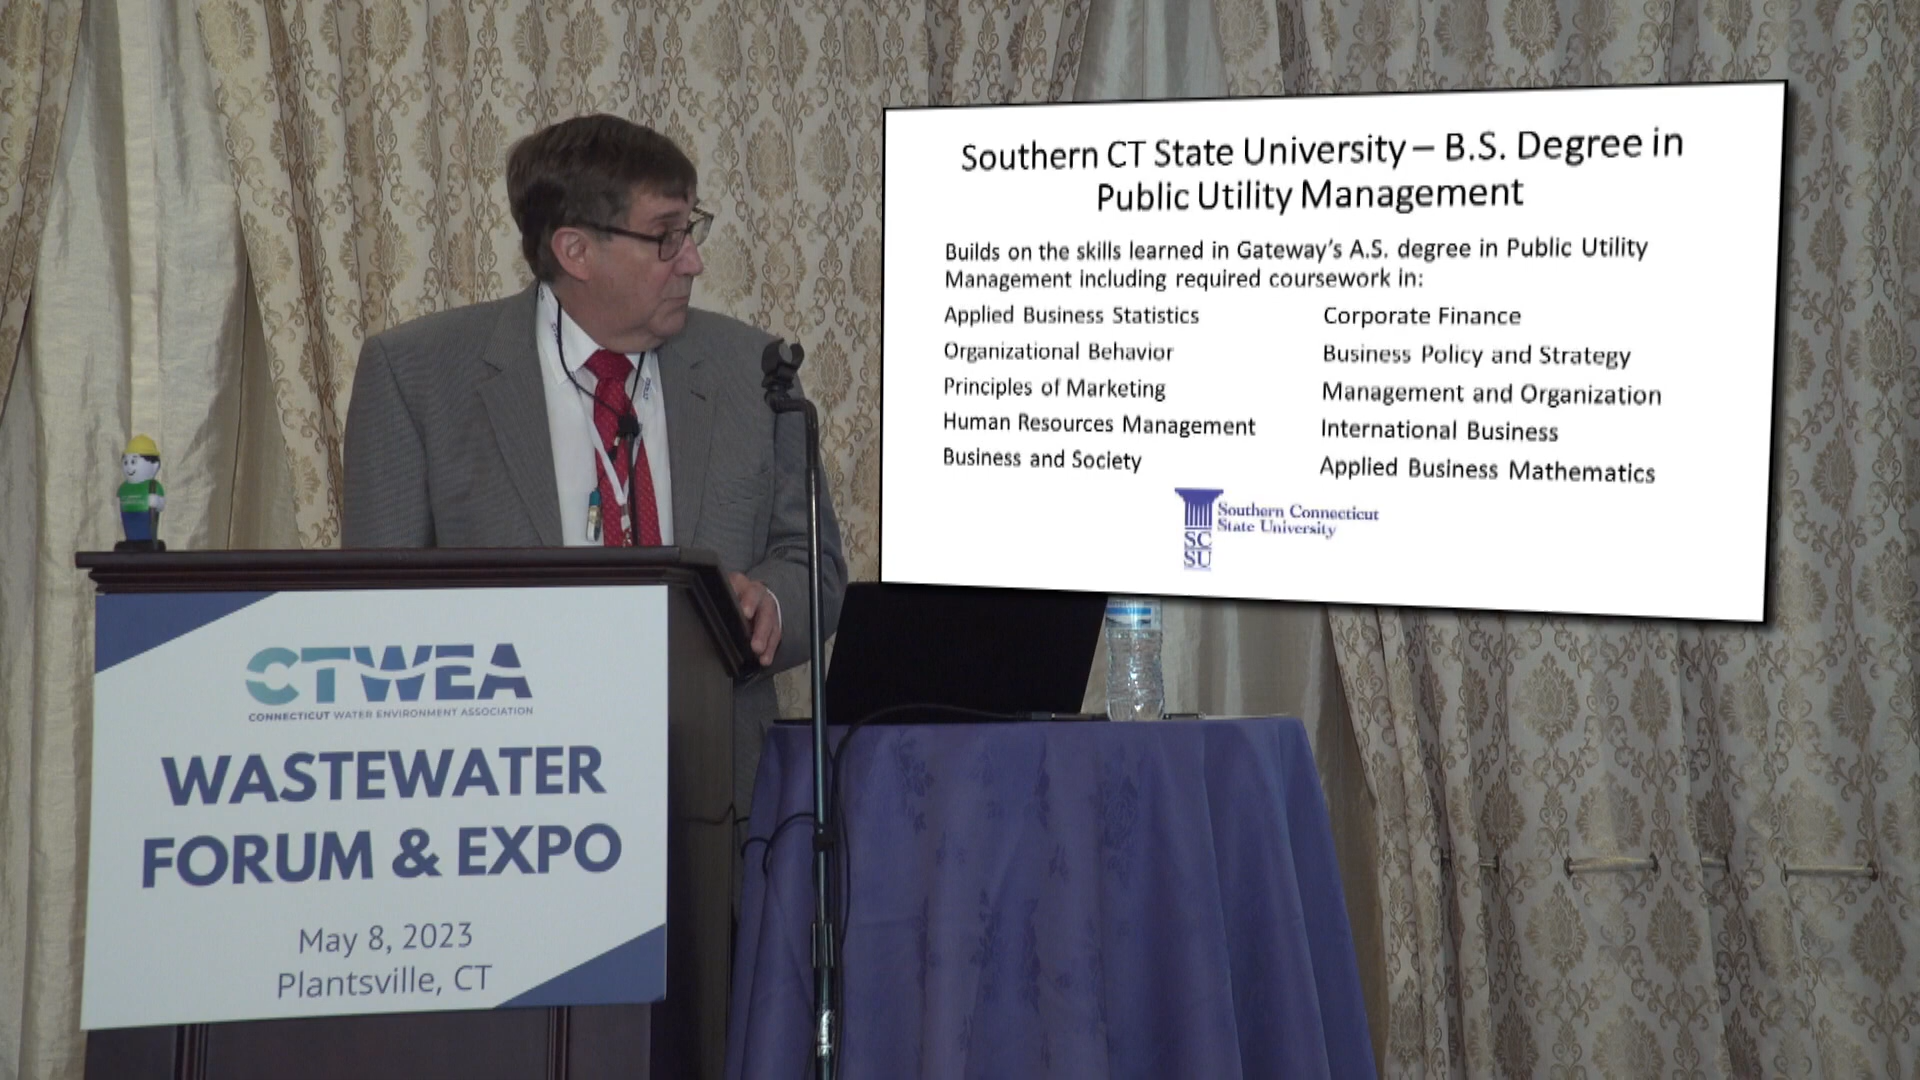 Southern CT State University – B.S. Degree in
Public Utility Management
Builds on the skills learned in Gateway's A.S. degree in Public Utility
Management including required coursework in:
Applied Business Statistics
Organizational Behavior
Principles of Marketing
Human Resources Management
Business and Society
Corporate Finance
Business Policy and Strategy
Management and Organization
International Business
Applied Business Mathematics
SC
SU
Southern Connecticut
State University
CTWEA
CONNECTICUT WATER ENVIRONMENT ASSOCIATION
WASTEWATER
FORUM & EXPO
May 8, 2023
Plantsville, CT